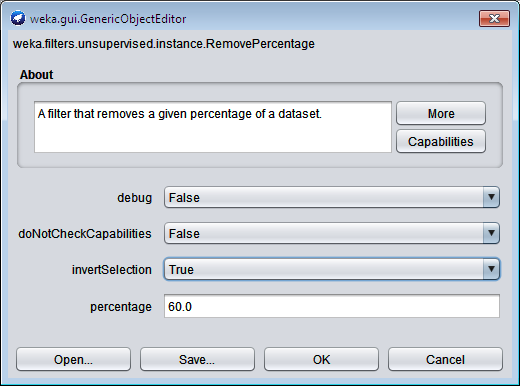 weka.gui.GenericObjectEditor
weka.filters.unsupervised.instance.RemovePercentage
About
A filter that removes a given percentage of a dataset.
More
Capabilities
debug False
doNotCheckCapabilities False
invertSelection True
percentage 60.0
Open... Save... OK Cancel